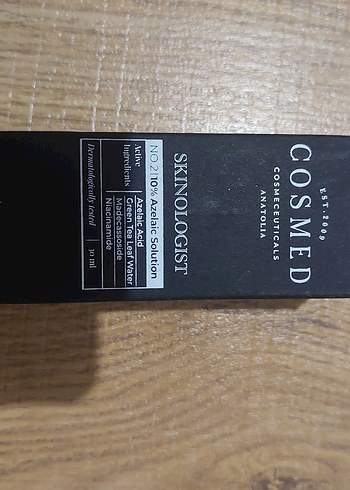 EST. 2009
COSMED
COSMECEUTICALS
ANATOLIA
SKINOLOGIST
NO.21 10% Azelaic Solution
Active Ingredients
Azelaic Acid
Green Tea Leaf Water
Madecassoside
Niacinamide
Dermatologically tested
30 ml